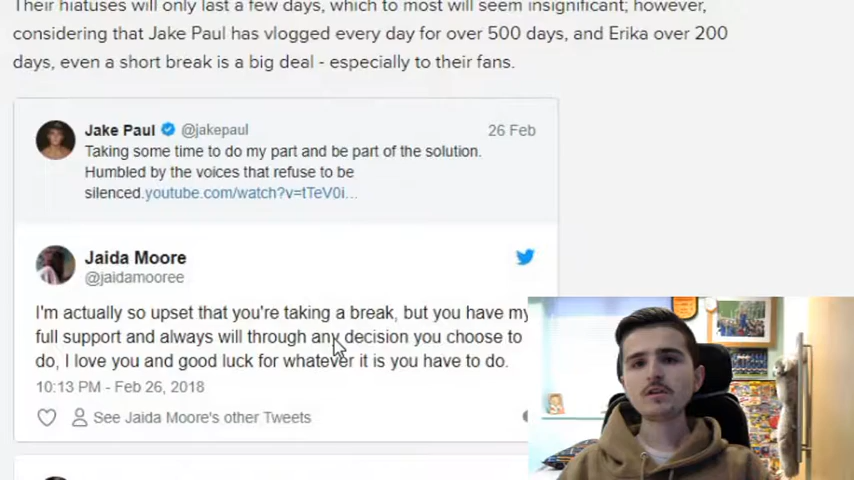 Their hiatuses will only last a few days, which to most will seem insignificant; however,
considering that Jake Paul has vlogged every day for over 500 days, and Erika over 200
days, even a short break is a big deal - especially to their fans.
Jake Paul @jakepaul 26 Feb
Taking some time to do my part and be part of the solution.
Humbled by the voices that refuse to be
silenced.youtube.com/watch?v=tTeV0i...
Jaida Moore
@jaidamooree
I'm actually so upset that you're taking a break, but you have my
full support and always will through any decision you choose to
do, I love you and good luck for whatever it is you have to do.
10:13 PM - Feb 26, 2018
See Jaida Moore's other Tweets